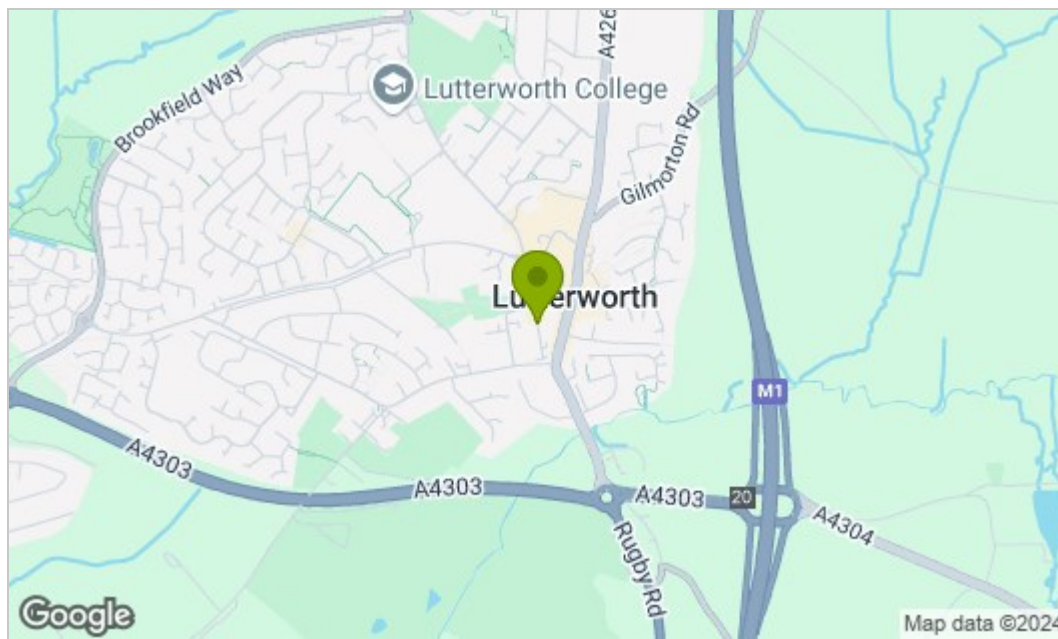 A426
Brookfield Way
Lutterworth College
Gilmorton Rd
Lutterworth
M1
A4303
A4303
A4303
20
A4304
Rugby Rd
Google
Map data ©2024